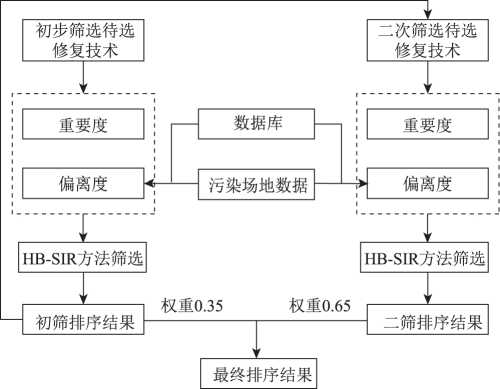 初步筛选待选
修复技术
二次筛选待选
修复技术
重要度
数据库
重要度
偏离度
污染场地数据
偏离度
HB-SIR方法筛选
HB-SIR方法筛选
初筛排序结果
权重0.35
权重0.65
二筛排序结果
最终排序结果